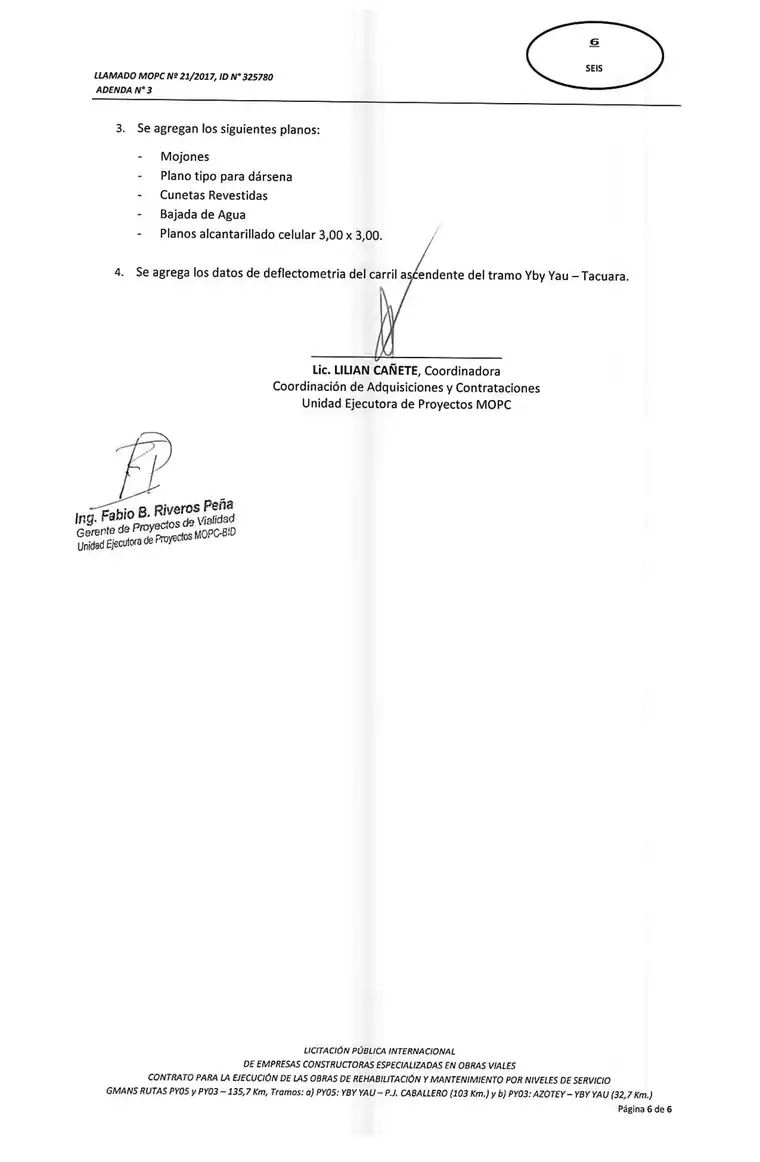 6
SEIS
LLAMADO MOPC Nº 21/2017, ID N° 325780
ADENDA N° 3
3. Se agregan los siguientes planos:
- Mojones
- Plano tipo para dársena
- Cunetas Revestidas
- Bajada de Agua
- Planos alcantarillado celular 3,00 x 3,00.
4. Se agrega los datos de deflectometria del carril ascendente del tramo Yby Yau – Tacuara.
Lic. LILIAN CAÑETE, Coordinadora
Coordinación de Adquisiciones y Contrataciones
Unidad Ejecutora de Proyectos MOPC
Ing. Fabio B. Riveros Peña
Gerente de Proyectos de Vialidad
Unidad Ejecutora de Proyectos MOPC-BID
LICITACIÓN PÚBLICA INTERNACIONAL
DE EMPRESAS CONSTRUCTORAS ESPECIALIZADAS EN OBRAS VIALES
CONTRATO PARA LA EJECUCIÓN DE LAS OBRAS DE REHABILITACIÓN Y MANTENIMIENTO POR NIVELES DE SERVICIO
GMANS RUTAS PY05 y PY03 – 135,7 Km, Tramos: a) PY05: YBY YAU – P.J. CABALLERO (103 Km.) y b) PY03: AZOTEY – YBY YAU (32,7 Km.)
Página 6 de 6